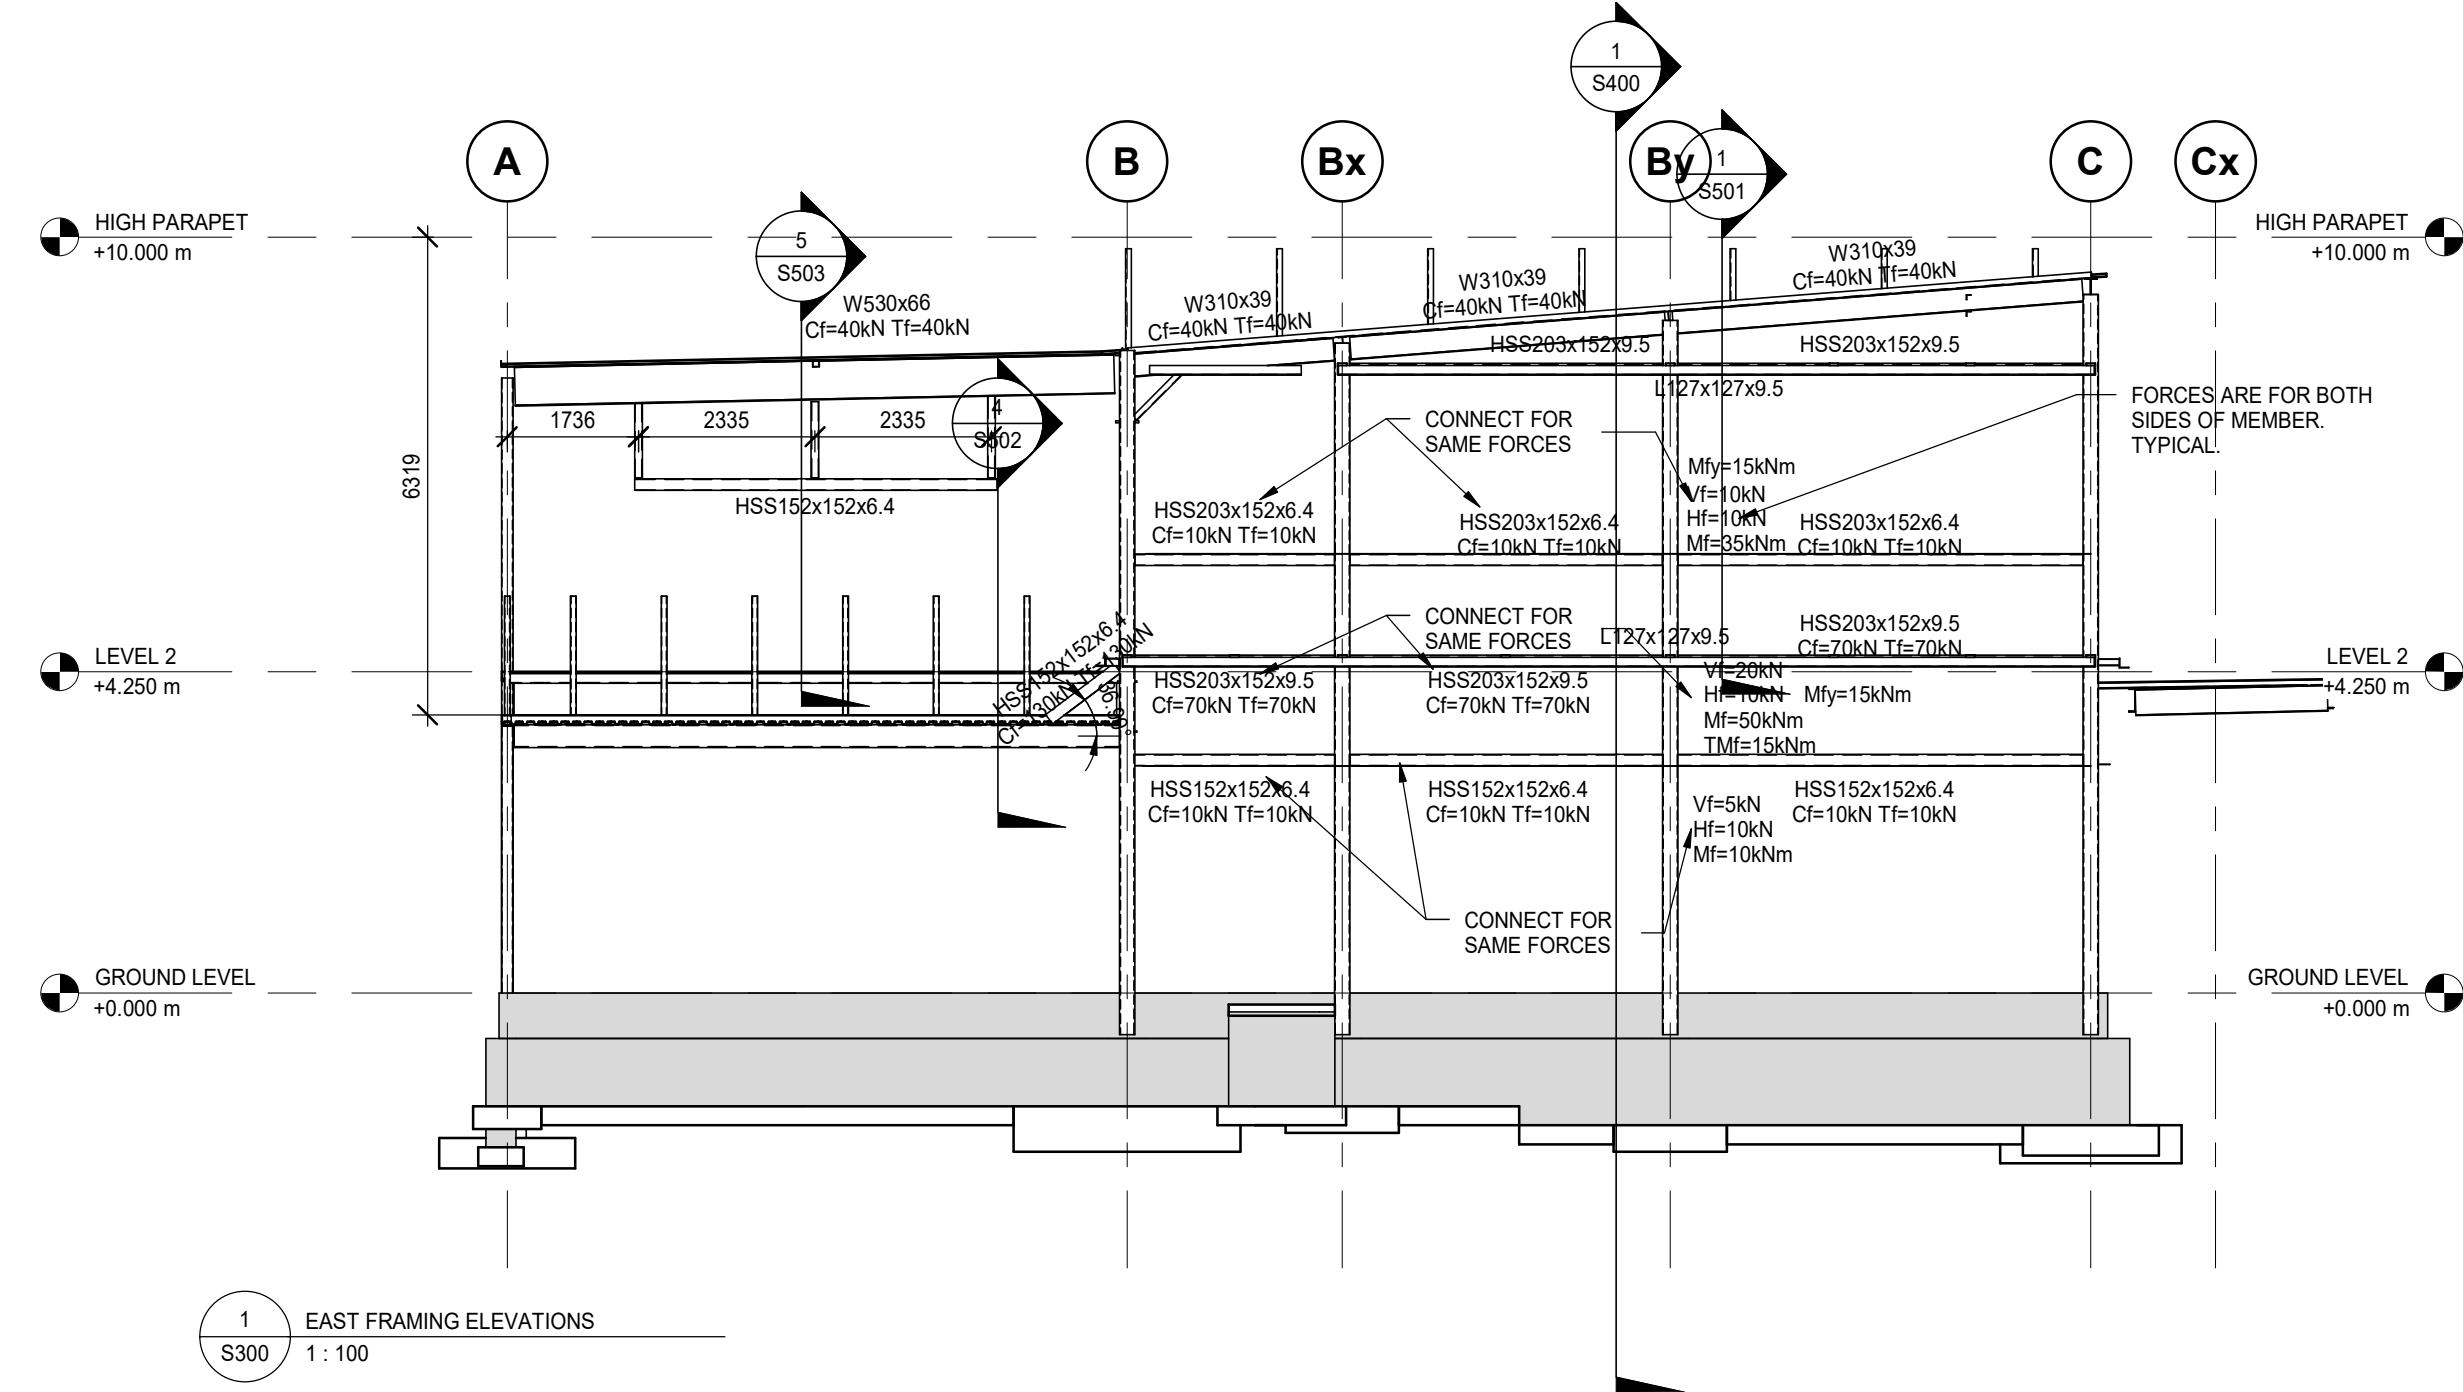 1
S400
A
B
Bx
By
1
S501
C
Cx
HIGH PARAPET
+10.000 m
HIGH PARAPET
+10.000 m
5
S503
W530x66
Cf=40kN Tf=40kN
W310x39
Cf=40kN Tf=40kN
W310x39
Cf=40kN Tf=40kN
W310x39
Cf=40kN Tf=40kN
HSS203x152x9.5
HSS203x152x9.5
L127x127x9.5
FORCES ARE FOR BOTH
SIDES OF MEMBER.
TYPICAL.
1736
2335
2335
4
S502
6319
HSS152x152x6.4
CONNECT FOR
SAME FORCES
Mfy=15kNm
Vf=10kN
Hf=10kN
Mf=35kNm
HSS203x152x6.4
Cf=10kN Tf=10kN
HSS203x152x6.4
Cf=10kN Tf=10kN
HSS203x152x6.4
Cf=10kN Tf=10kN
CONNECT FOR
SAME FORCES
L127x127x9.5
HSS203x152x9.5
Cf=70kN Tf=70kN
LEVEL 2
+4.250 m
LEVEL 2
+4.250 m
HSS152x152x6.4
Cf=130kN Tf=130kN
HSS203x152x9.5
Cf=70kN Tf=70kN
HSS203x152x9.5
Cf=70kN Tf=70kN
Vf=20kN
Hf=10kN
Mfy=15kNm
Mf=50kNm
TMf=15kNm
HSS152x152x6.4
Cf=10kN Tf=10kN
HSS152x152x6.4
Cf=10kN Tf=10kN
HSS152x152x6.4
Cf=10kN Tf=10kN
Vf=5kN
Hf=10kN
Mf=10kNm
CONNECT FOR
SAME FORCES
GROUND LEVEL
+0.000 m
GROUND LEVEL
+0.000 m
1
S300
EAST FRAMING ELEVATIONS
1 : 100